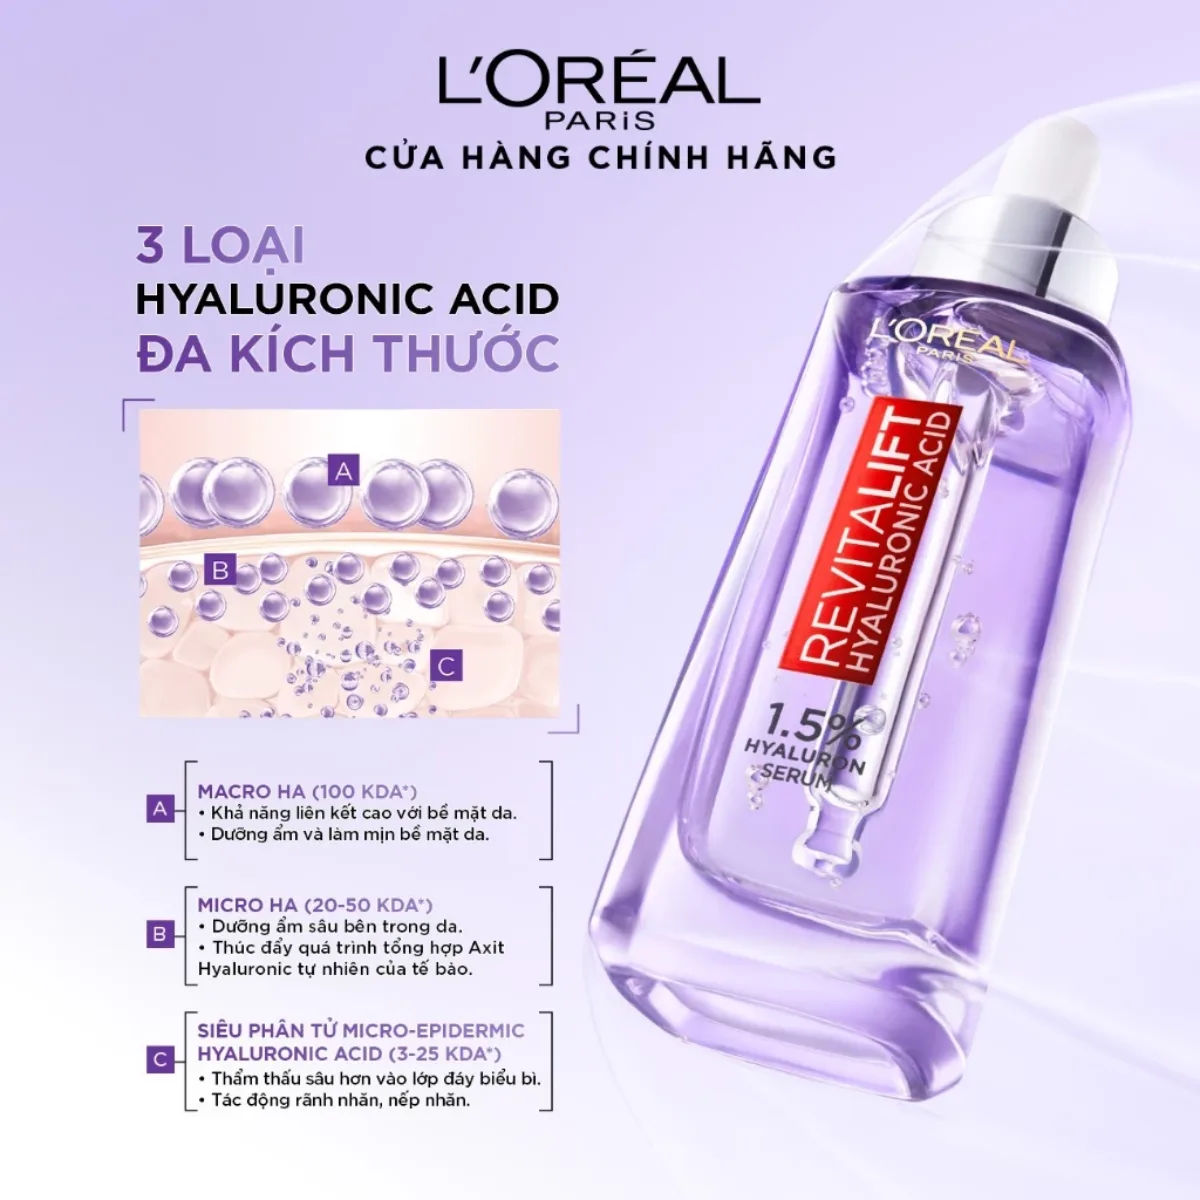 L'ORÉAL
PARiS
CỬA HÀNG CHÍNH HÃNG
3 LOẠI
HYALURONIC ACID
ĐA KÍCH THƯỚC
A
B
C
A
MACRO HA (100 KDA*)
• Khả năng liên kết cao với bề mặt da.
• Dưỡng ẩm và làm mịn bề mặt da.
B
MICRO HA (20-50 KDA*)
• Dưỡng ẩm sâu bên trong da.
• Thúc đẩy quá trình tổng hợp Axit
Hyaluronic tự nhiên của tế bào.
C
SIÊU PHÂN TỬ MICRO-EPIDERMIC
HYALURONIC ACID (3-25 KDA*)
• Thẩm thấu sâu hơn vào lớp đáy biểu bì.
• Tác động rãnh nhăn, nếp nhăn.
L'ORÉAL
PARIS
REVITALIFT
HYALURONIC ACID
1.5%
HYALURON
SERUM